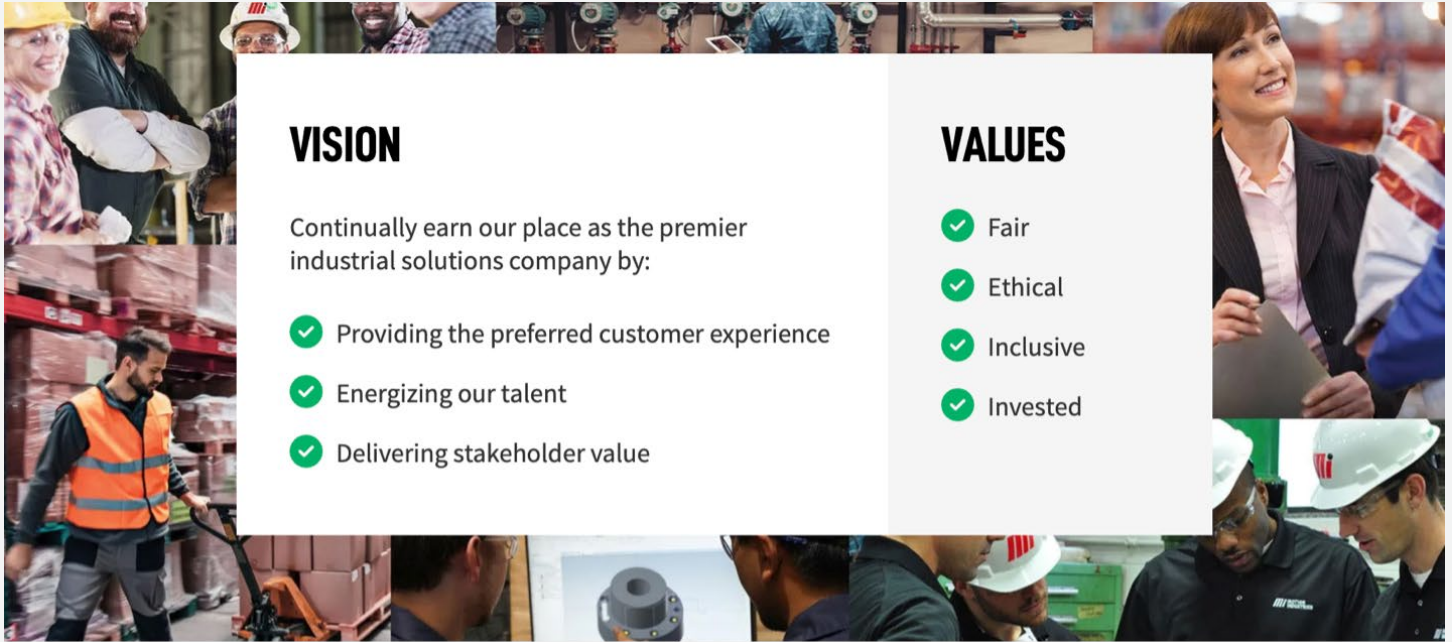 VISION
Continually earn our place as the premier
industrial solutions company by:
Providing the preferred customer experience
Energizing our talent
Delivering stakeholder value
VALUES
Fair
Ethical
Inclusive
Invested